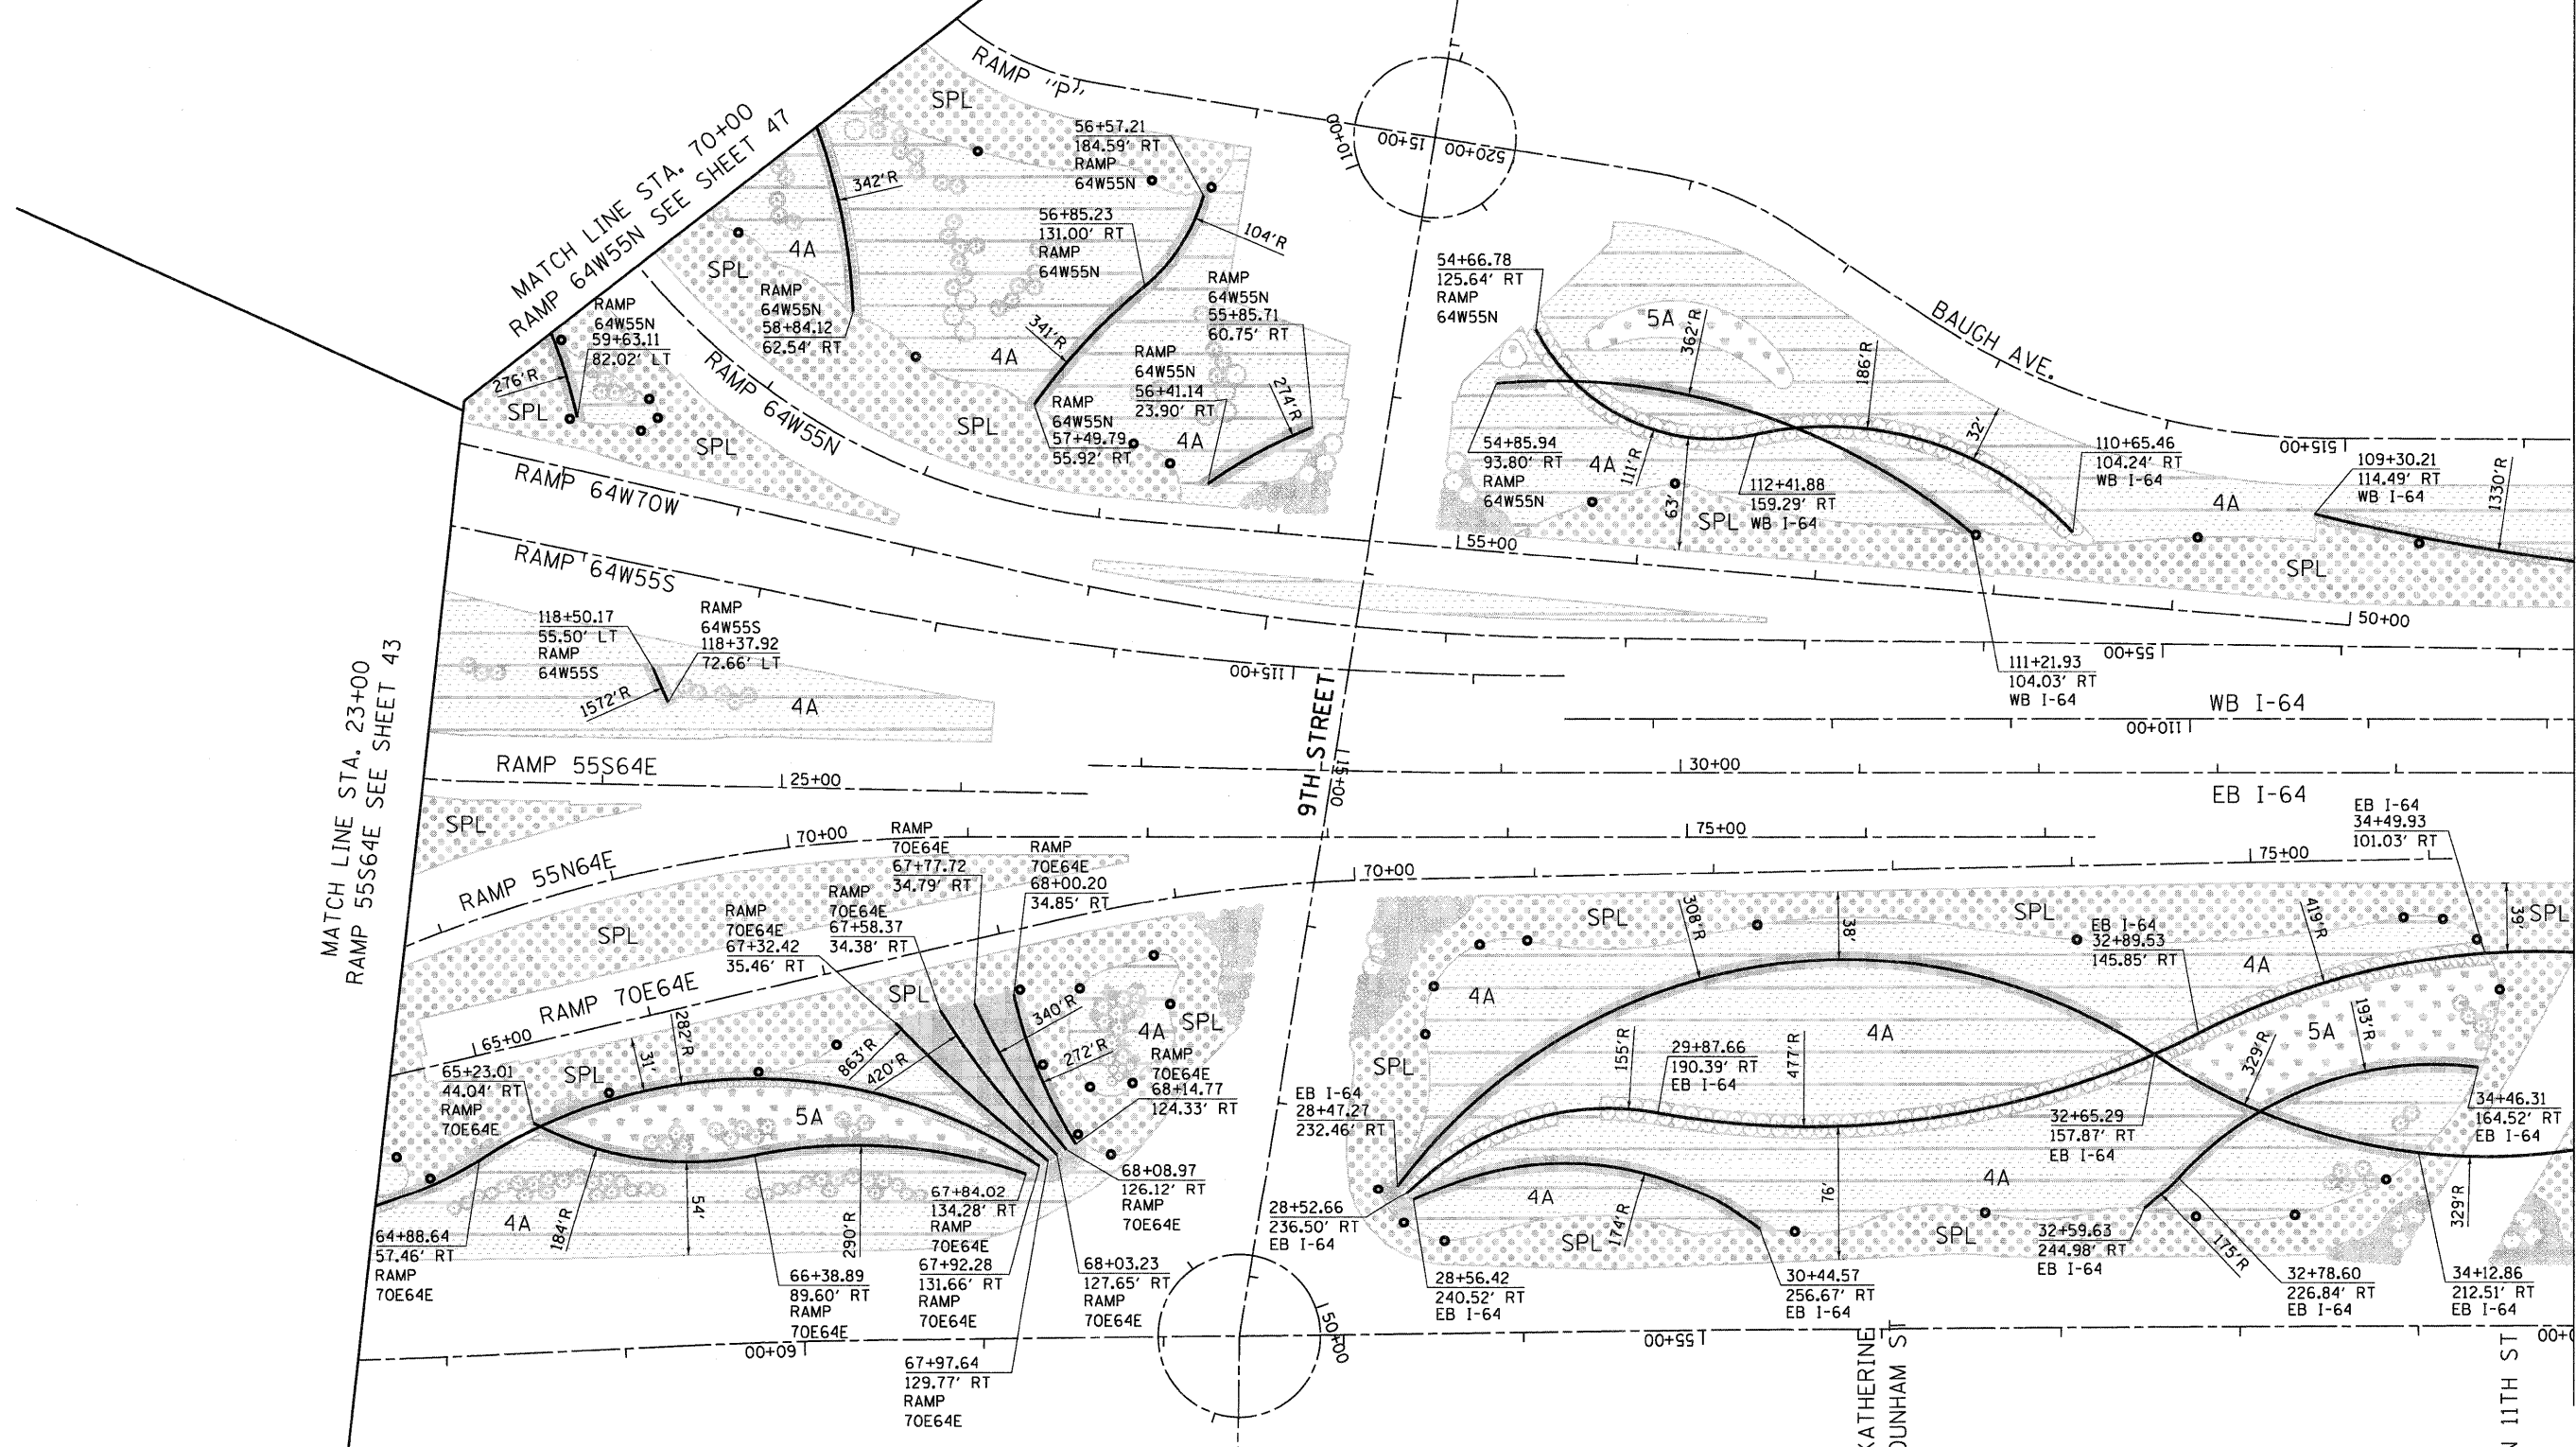 RAMP "P"
SPL
MATCH LINE STA. 70+00
RAMP 64W55N SEE SHEET 47
56+57.21
184.59' RT
RAMP
64W55N
342'R
4A
SPL
56+85.23
131.00' RT
RAMP
64W55N
104'R
RAMP
64W55N
58+84.12
62.54' RT
RAMP
64W55N
59+63.11
82.02' LT
276'R
SPL
SPL
RAMP 64W55N
341'R
4A
SPL
RAMP
64W55N
55+85.71
60.75' RT
RAMP
64W55N
56+41.14
23.90' RT
274'R
RAMP
64W55N
57+49.79
55.92' RT
4A
10+00
15+00
520+00
54+66.78
125.64' RT
RAMP
64W55N
5A
362'R
186'R
BAUGH AVE.
32'
54+85.94
93.80' RT
RAMP
64W55N
4A
111'R
63'
112+41.88
159.29' RT
WB I-64
SPL
110+65.46
104.24' RT
WB I-64
515+00
109+30.21
114.49' RT
WB I-64
4A
1330'R
SPL
55+00
50+00
RAMP 64W70W
RAMP 64W55S
118+50.17
55.50' LT
RAMP
64W55S
RAMP
64W55S
118+37.92
72.66' LT
1572'R
4A
115+00
55+00
111+21.93
104.03' RT
WB I-64
WB I-64
110+00
MATCH LINE STA. 23+00
RAMP 55S64E SEE SHEET 43
RAMP 55S64E
25+00
9TH STREET
15+00
30+00
EB I-64
SPL
RAMP 55N64E
70+00
75+00
75+00
70+00
EB I-64
34+49.93
101.03' RT
RAMP
70E64E
67+77.72
34.79' RT
RAMP
70E64E
68+00.20
34.85' RT
RAMP
70E64E
67+58.37
34.38' RT
RAMP
70E64E
67+32.42
35.46' RT
SPL
RAMP 70E64E
65+00
SPL
282'R
31'
SPL
863'R
420'R
340'R
272'R
4A
SPL
RAMP
70E64E
68+14.77
124.33' RT
65+23.01
44.04' RT
RAMP
70E64E
5A
64+88.64
57.46' RT
RAMP
70E64E
4A
184'R
54'
290'R
66+38.89
89.60' RT
RAMP
70E64E
67+84.02
134.28' RT
RAMP
70E64E
67+92.28
131.66' RT
RAMP
70E64E
67+97.64
129.77' RT
RAMP
70E64E
68+03.23
127.65' RT
RAMP
70E64E
68+08.97
126.12' RT
RAMP
70E64E
60+00
50+00
SPL
308'R
38'
SPL
EB I-64
32+89.53
145.85' RT
419'R
39'
SPL
4A
4A
4A
5A
193'R
SPL
155'R
29+87.66
190.39' RT
EB I-64
477'R
329'R
EB I-64
28+47.27
232.46' RT
32+65.29
157.87' RT
EB I-64
34+46.31
164.52' RT
EB I-64
28+52.66
236.50' RT
EB I-64
4A
174'R
SPL
76'
4A
SPL
32+59.63
244.98' RT
EB I-64
175'R
329'R
28+56.42
240.52' RT
EB I-64
30+44.57
256.67' RT
EB I-64
32+78.60
226.84' RT
EB I-64
34+12.86
212.51' RT
EB I-64
55+00
KATHERINE
DUNHAM ST
N 11TH ST